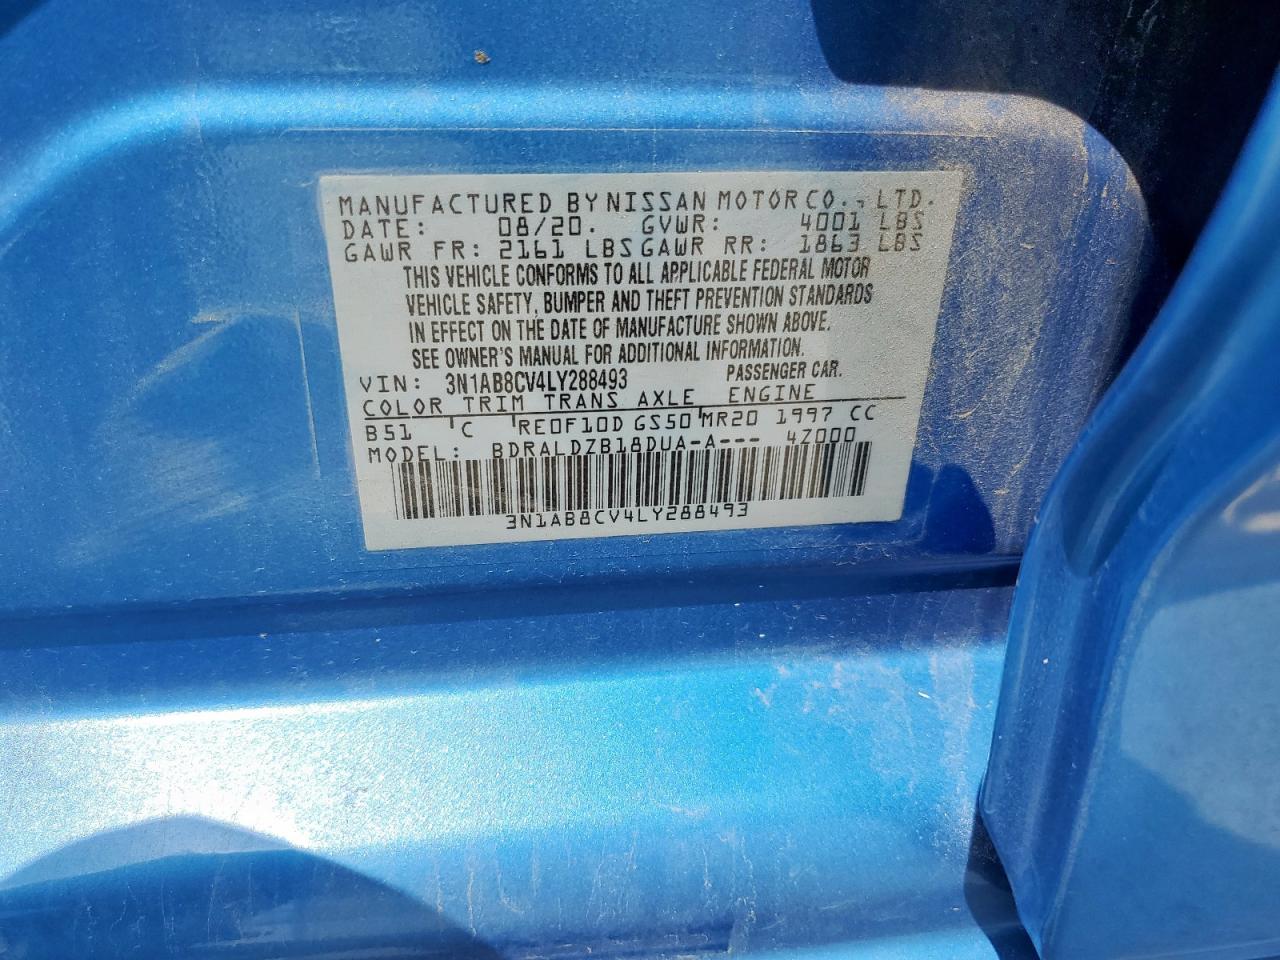 MANUFACTURED BY NISSAN MOTOR CO., LTD.
DATE: 08/20. GVWR: 4001 LBS
GAWR FR: 2161 LBS GAWR RR: 1863 LBS
THIS VEHICLE CONFORMS TO ALL APPLICABLE FEDERAL MOTOR
VEHICLE SAFETY, BUMPER AND THEFT PREVENTION STANDARDS
IN EFFECT ON THE DATE OF MANUFACTURE SHOWN ABOVE.
SEE OWNER'S MANUAL FOR ADDITIONAL INFORMATION.
VIN: 3N1AB8CV4LY288493 PASSENGER CAR.
COLOR TRIM TRANS AXLE ENGINE
B51 C RE0F10D GS50 MR20 1997 CC
MODEL: BDRALDZB18DUA-A--- 4Z000
3N1AB8CV4LY288493